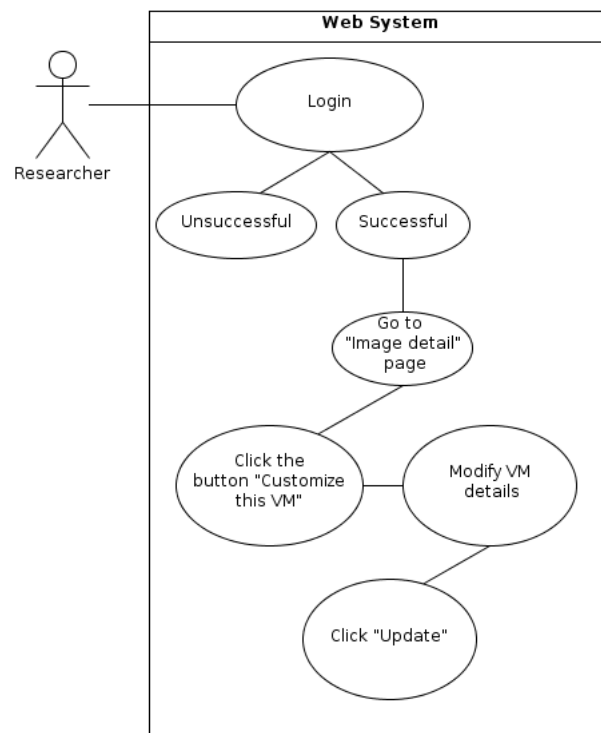 Web System
Login
Researcher
Unsuccessful
Successful
Go to
"Image detail"
page
Click the
button "Customize
this VM"
Modify VM
details
Click "Update"